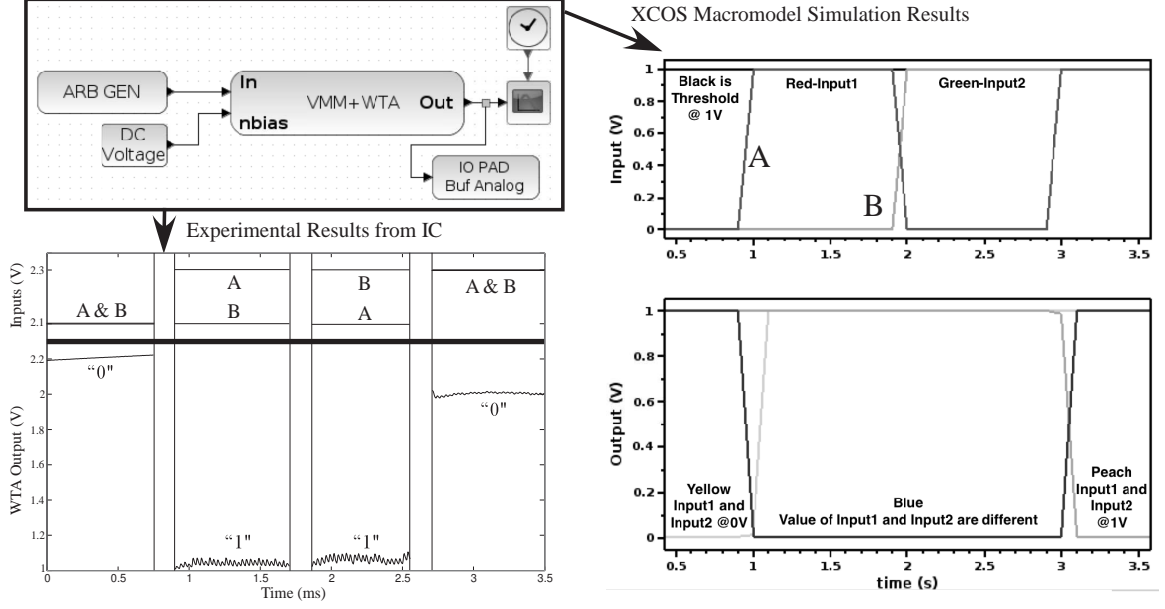 XCOS Macromodel Simulation Results
ARB GEN
In
VMM+WTA
Out
nbias
DC
Voltage
IO PAD
Buf Analog
Experimental Results from IC
Inputs (V)
2.3
2.1
A & B
A
B
B
A
A & B
WTA Output (V)
2.2
2
1.8
1.6
1.4
1.2
1
"0"
"1"
"1"
"0"
0
0.5
1
1.5
2
2.5
3
3.5
Time (ms)
Input (V)
1
0.8
0.6
0.4
0.2
0
Black is
Threshold
@ 1V
Red-Input1
Green-Input2
A
B
0.5
1
1.5
2
2.5
3
3.5
Output (V)
1
0.8
0.6
0.4
0.2
0
Yellow
Input1 and
Input2 @0V
Blue
Value of Input1 and Input2 are different
Peach
Input1 and
Input2
@1V
0.5
1
1.5
2
2.5
3
3.5
time (s)